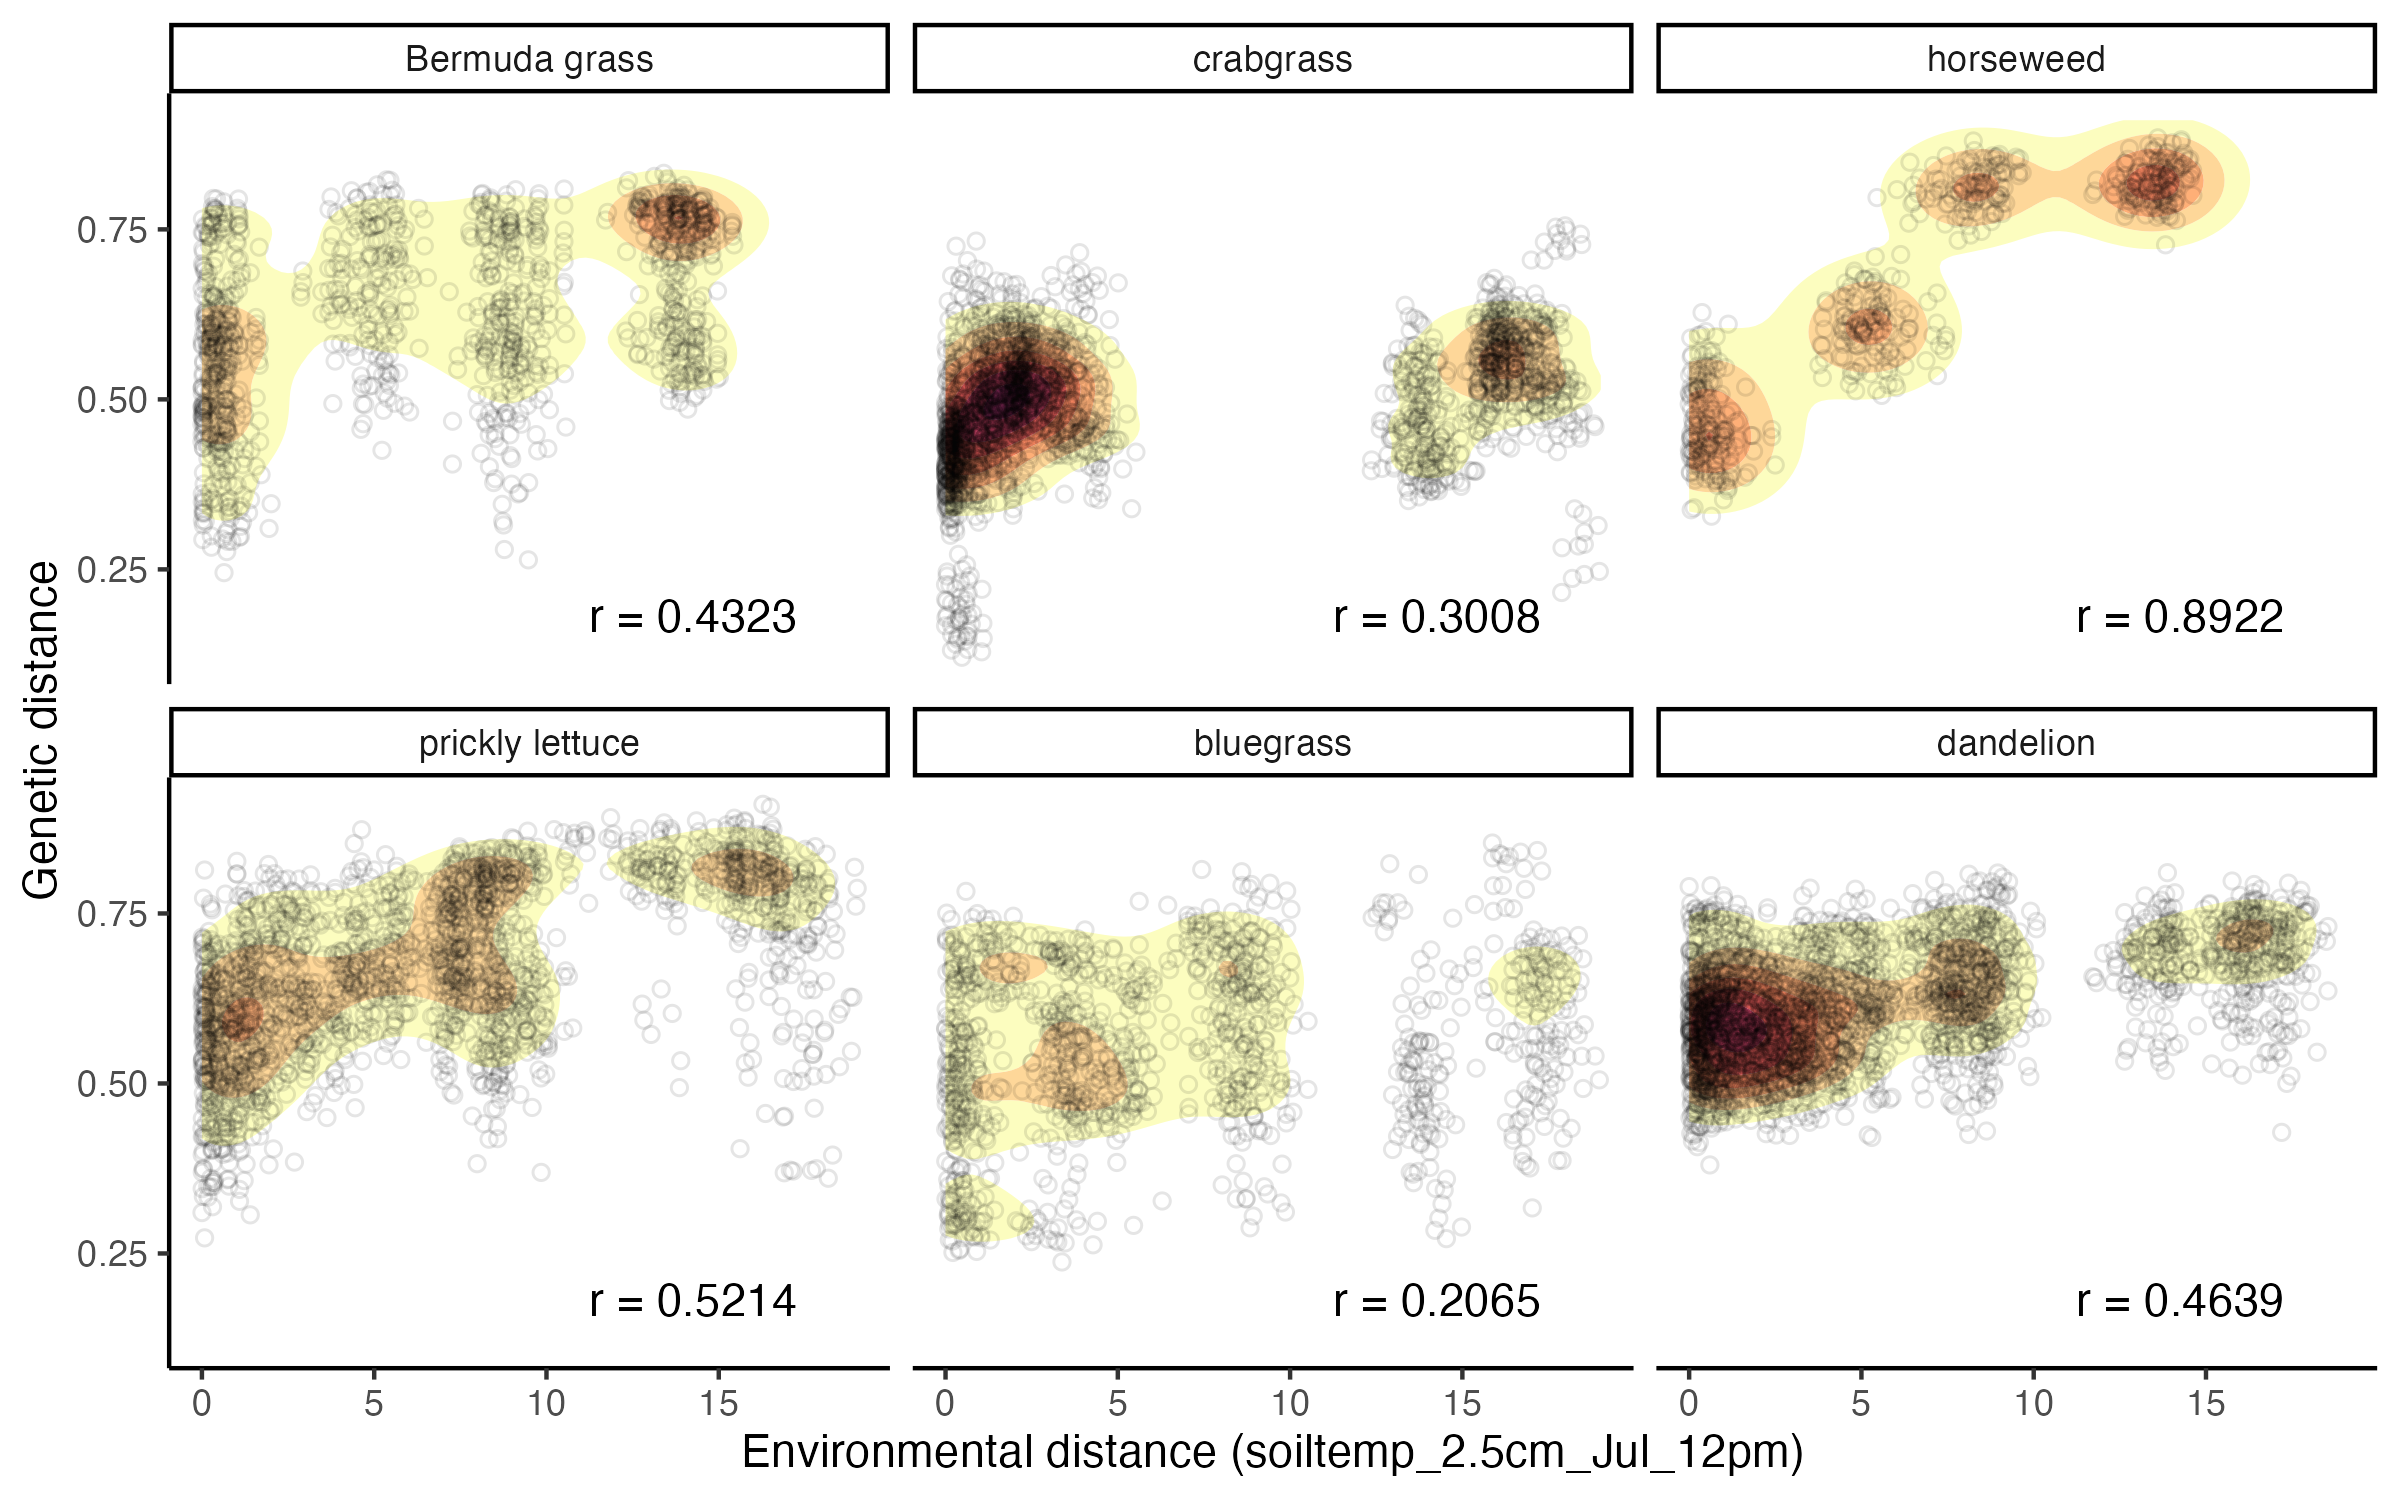 Bermuda grass
crabgrass
horseweed
0.75
0.50
0.25
r = 0.4323
r = 0.3008
r = 0.8922
Genetic distance
prickly lettuce
bluegrass
dandelion
0.75
0.50
0.25
r = 0.5214
r = 0.2065
r = 0.4639
0 5 10 15
0 5 10 15
0 5 10 15
Environmental distance (soiltemp_2.5cm_Jul_12pm)